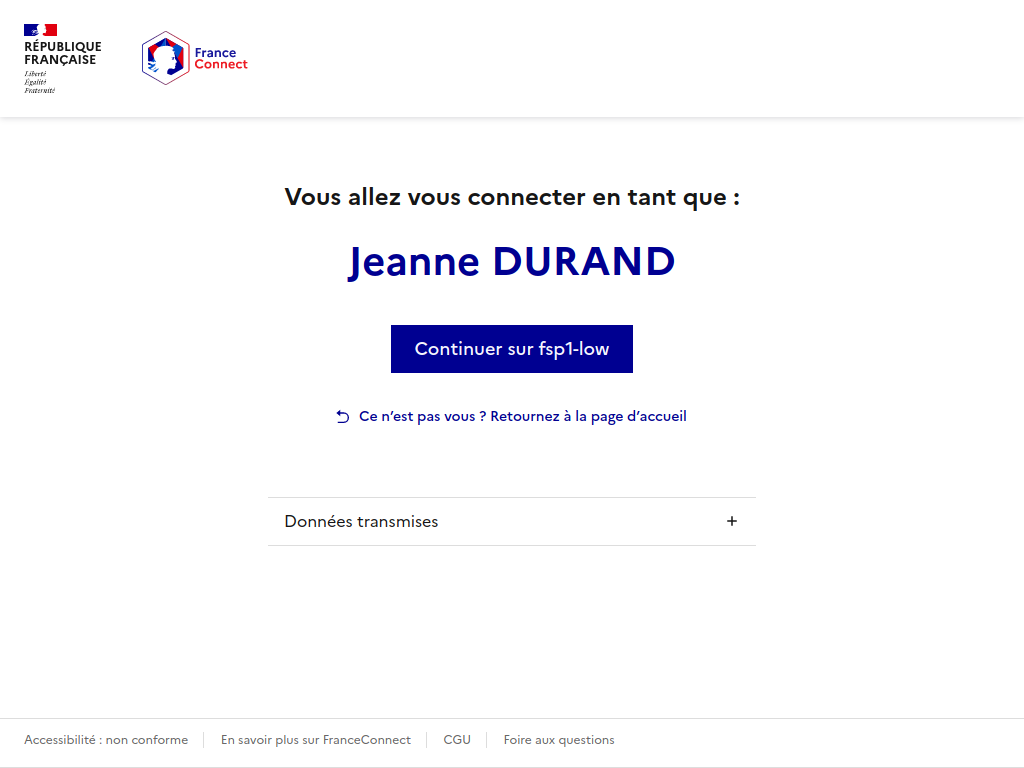 RÉPUBLIQUE
FRANÇAISE
Liberté
Égalité
Fraternité
France
Connect
Vous allez vous connecter en tant que :
Jeanne DURAND
Continuer sur fsp1-low
Ce n’est pas vous ? Retournez à la page d’accueil
Données transmises
Accessibilité : non conforme
En savoir plus sur FranceConnect
CGU
Foire aux questions